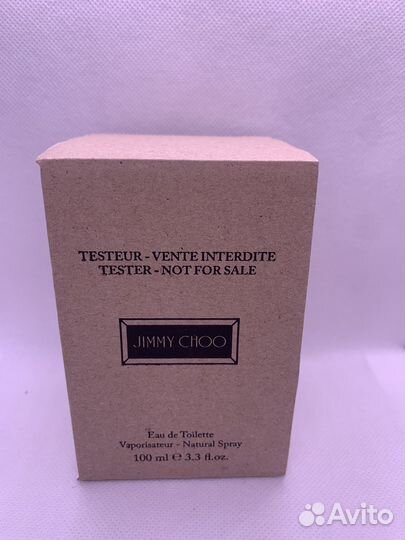 TESTEUR - VENTE INTERDITE
TESTER - NOT FOR SALE
JIMMY CHOO
Eau de Toilette
Vaporisateur - Natural Spray
100 ml ℮ 3.3 fl.oz.
Avito